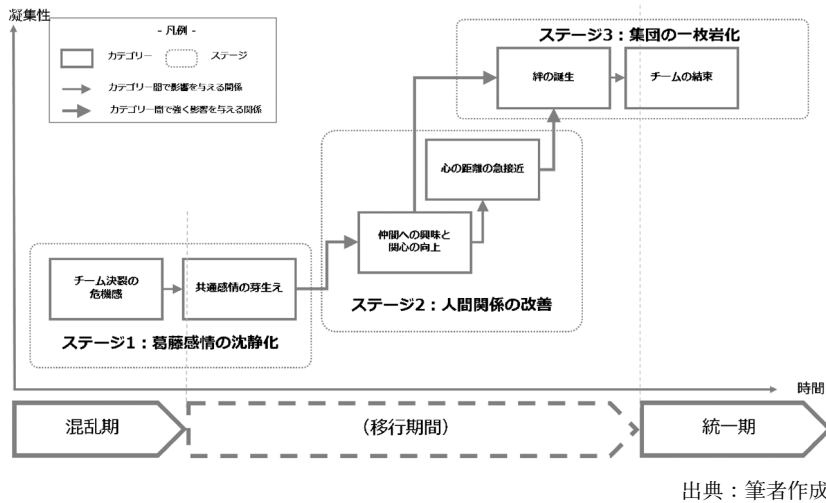 凝集性
- 凡例 -
カテゴリー
ステージ
カテゴリー間で影響を与える関係
カテゴリー間で強く影響を与える関係
ステージ3：集団の一枚岩化
絆の誕生
チームの結束
心の距離の急接近
仲間への興味と
関心の向上
ステージ2：人間関係の改善
チーム決裂の
危機感
共通感情の芽生え
ステージ1：葛藤感情の沈静化
時間
混乱期
（移行期間）
統一期
出典：筆者作成